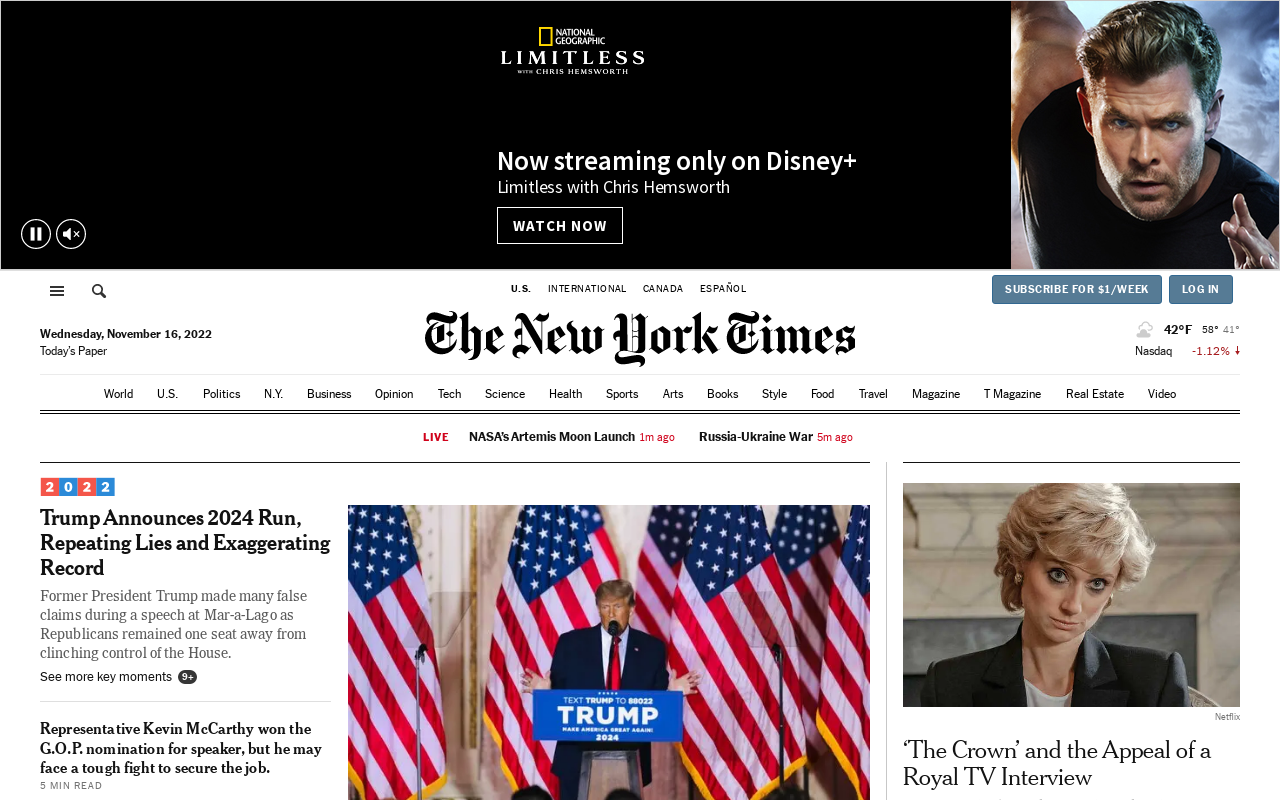 NATIONAL
GEOGRAPHIC
LIMITLESS
WITH CHRIS HEMSWORTH
Now streaming only on Disney+
Limitless with Chris Hemsworth
WATCH NOW
U.S. INTERNATIONAL CANADA ESPAÑOL
SUBSCRIBE FOR $1/WEEK LOG IN
Wednesday, November 16, 2022
Today's Paper
The New York Times
42°F 58° 41°
Nasdaq -1.12%
World U.S. Politics N.Y. Business Opinion Tech Science Health Sports Arts Books Style Food Travel Magazine T Magazine Real Estate Video
LIVE NASA's Artemis Moon Launch 1m ago Russia-Ukraine War 5m ago
2022
Trump Announces 2024 Run,
Repeating Lies and Exaggerating
Record
Former President Trump made many false
claims during a speech at Mar-a-Lago as
Republicans remained one seat away from
clinching control of the House.
See more key moments 9+
Representative Kevin McCarthy won the
G.O.P. nomination for speaker, but he may
face a tough fight to secure the job.
5 MIN READ
TEXT TRUMP TO 88022
TRUMP
MAKE AMERICA GREAT AGAIN!
2024
Netflix
‘The Crown’ and the Appeal of a
Royal TV Interview